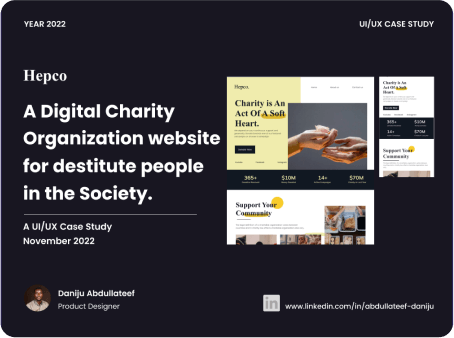 YEAR 2022
UI/UX CASE STUDY
Hepco
A Digital Charity
Organization website
for destitute people
in the Society.
A UI/UX Case Study
November 2022
Daniju Abdullateef
Product Designer
www.linkedin.com/in/abdullateef-daniju
in
Hepco.
Charity is An
Act Of A Soft
Heart.
365+
$10M
14+
$70M
Support Your
Community
Charity is An
Act Of A Soft
Heart.
365+
$10M
14+
$70M
Support Your
Community